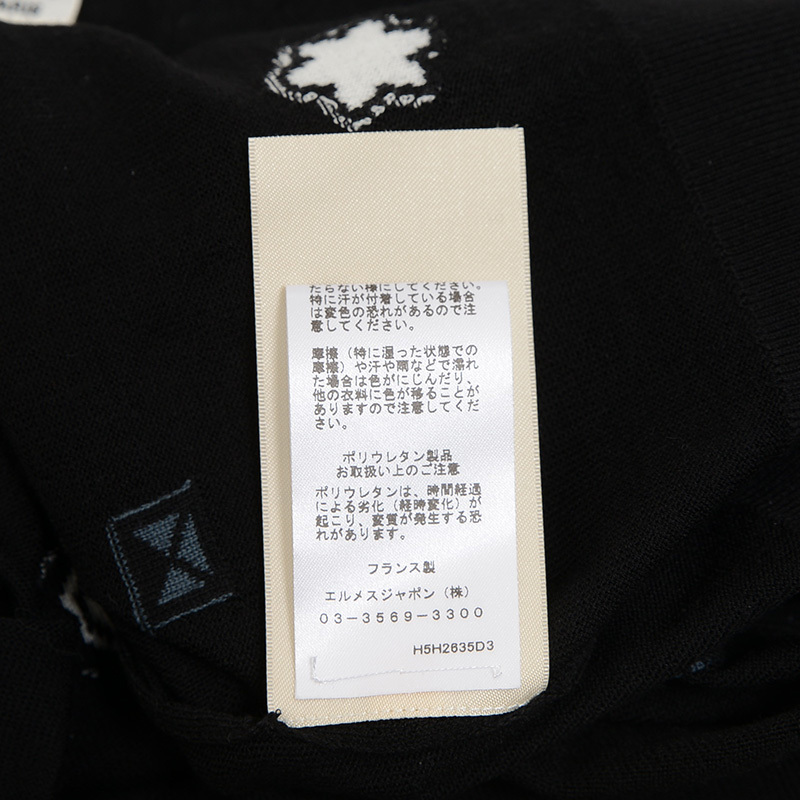 たらない様にしてください。
特に汗が付着している場合
は変色の恐れがあるので注
意してください。
摩擦（特に湿った状態での
摩擦）や汗や雨などで濡れ
た場合は色がにじんだり、
他の衣料に色が移ることが
ありますので注意してくだ
さい。
ポリウレタン製品
お取扱い上のご注意
ポリウレタンは、時間経過
による劣化（経時変化）が
起こり、変質が発生する恐
れがあります。
フランス製
エルメスジャポン（株）
03－3569－3300
H5H2635D3